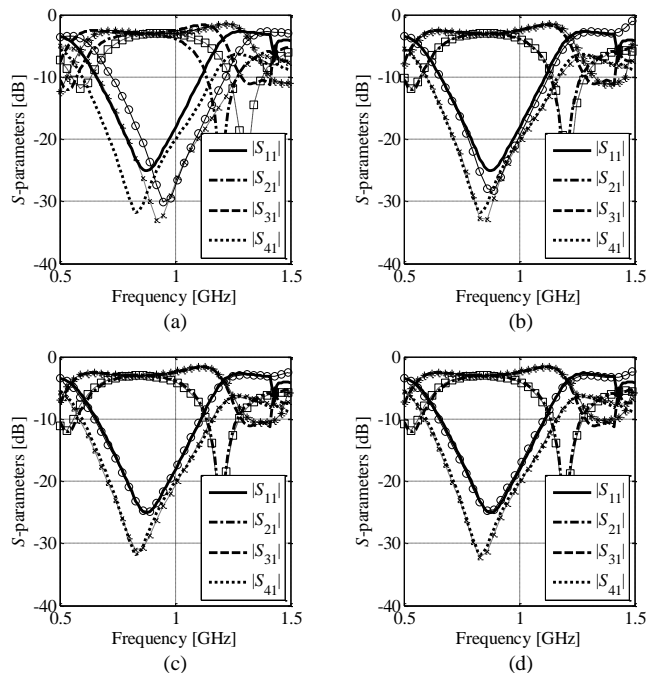 0
-10
-20
-30
-40
0.5
1
1.5
S-parameters [dB]
Frequency [GHz]
|S11|
|S21|
|S31|
|S41|
(a)
0
-10
-20
-30
-40
0.5
1
1.5
S-parameters [dB]
Frequency [GHz]
|S11|
|S21|
|S31|
|S41|
(b)
0
-10
-20
-30
-40
0.5
1
1.5
S-parameters [dB]
Frequency [GHz]
|S11|
|S21|
|S31|
|S41|
(c)
0
-10
-20
-30
-40
0.5
1
1.5
S-parameters [dB]
Frequency [GHz]
|S11|
|S21|
|S31|
|S41|
(d)